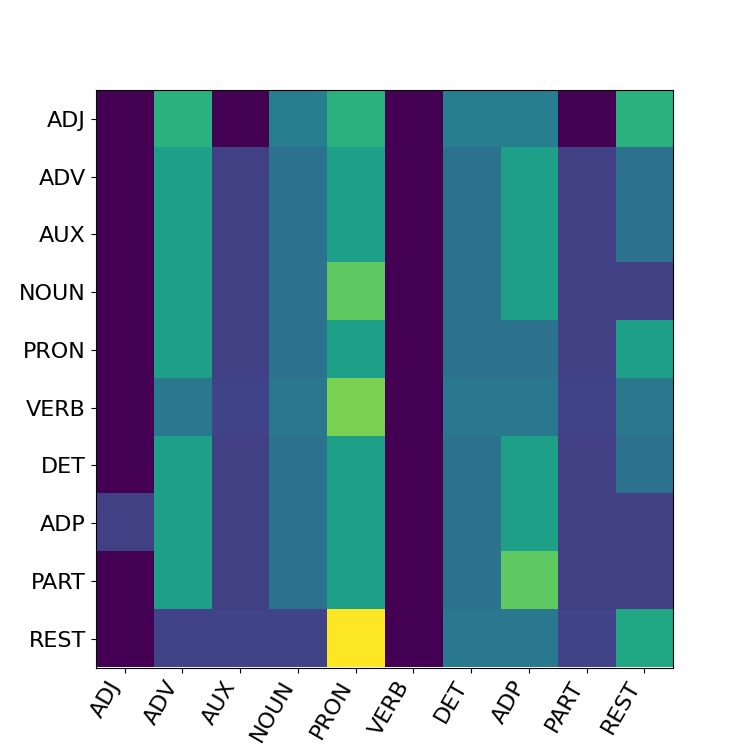 ADJ
ADV
AUX
NOUN
PRON
VERB
DET
ADP
PART
REST
ADJ ADV AUX NOUN PRON VERB DET ADP PART REST